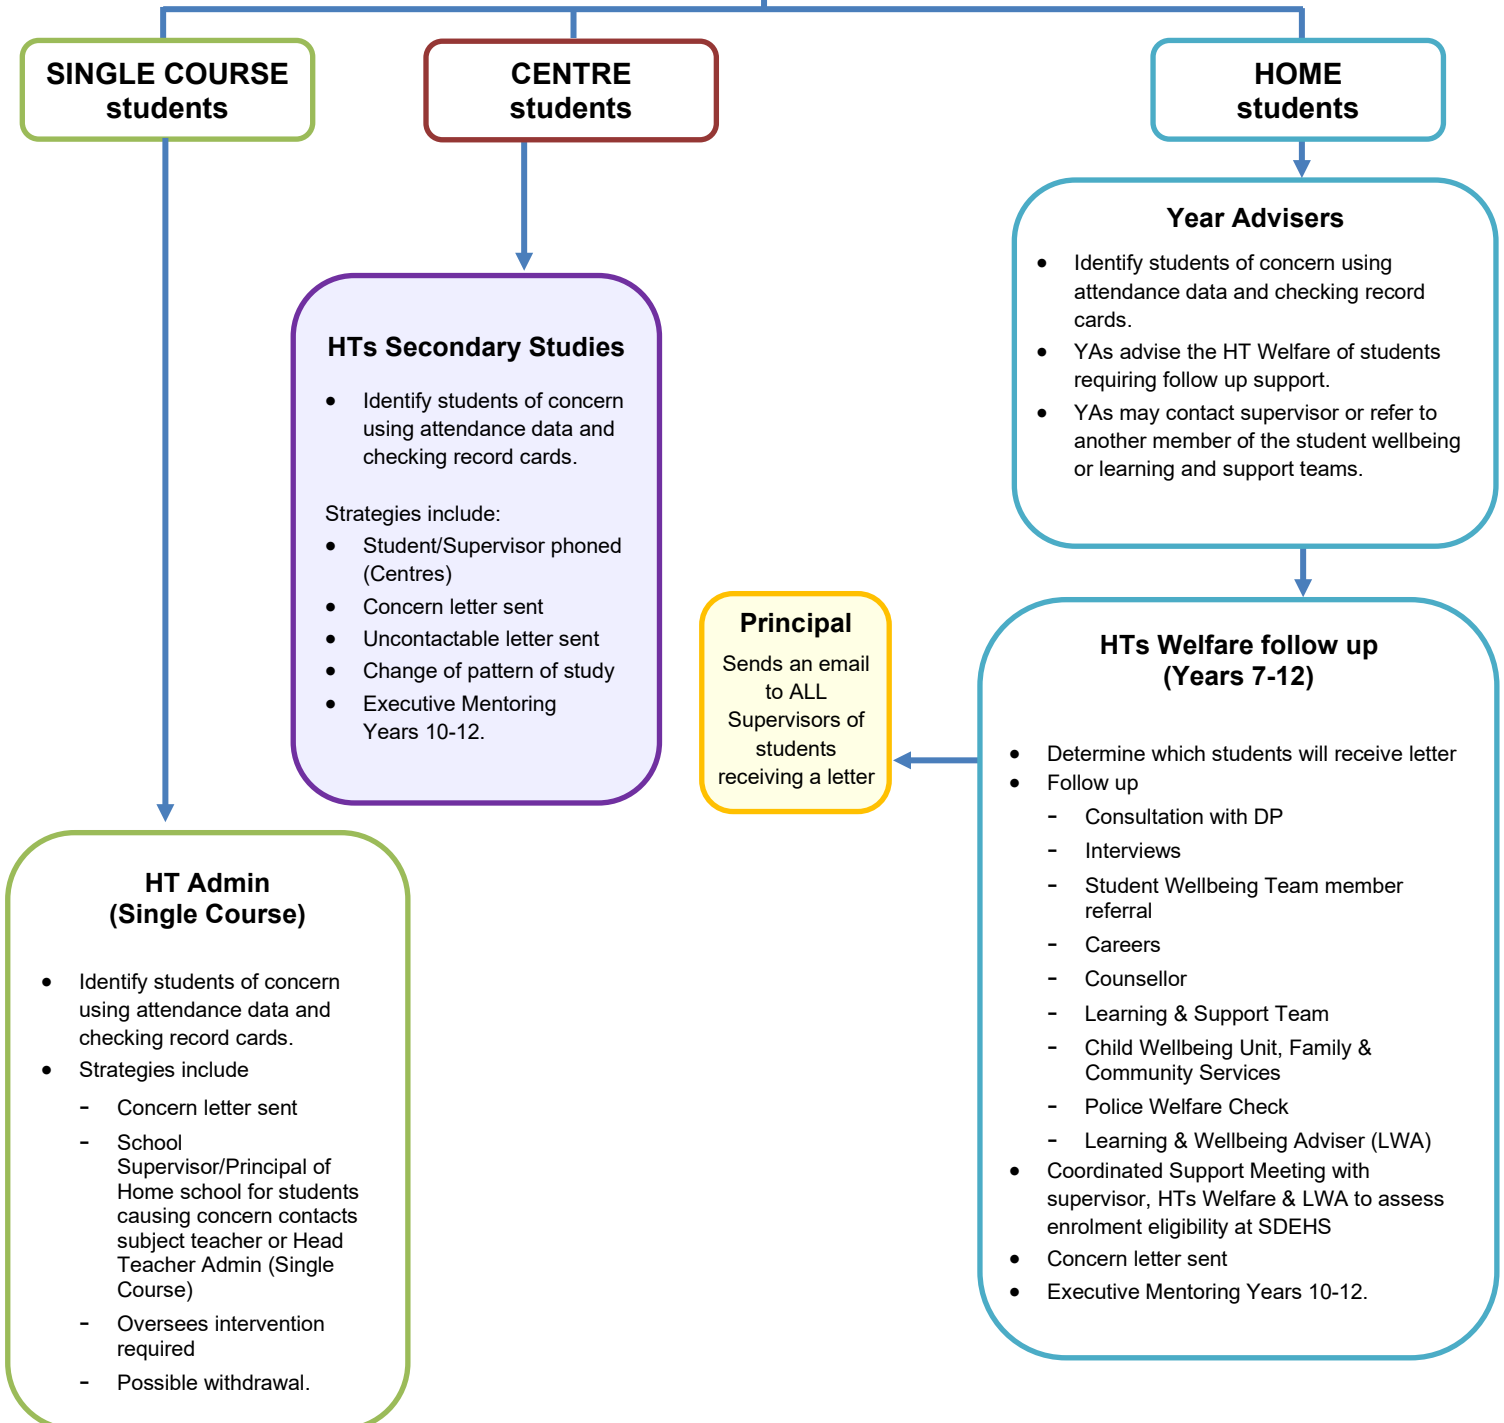 SINGLE COURSE
students
CENTRE
students
HOME
students
Year Advisers
• Identify students of concern using
attendance data and checking record
cards.
• YAs advise the HT Welfare of students
requiring follow up support.
• YAs may contact supervisor or refer to
another member of the student wellbeing
or learning and support teams.
HTs Secondary Studies
• Identify students of concern
using attendance data and
checking record cards.
Strategies include:
• Student/Supervisor phoned
(Centres)
• Concern letter sent
• Uncontactable letter sent
• Change of pattern of study
• Executive Mentoring
Years 10-12.
Principal
Sends an email
to ALL
Supervisors of
students
receiving a letter
HTs Welfare follow up
(Years 7-12)
• Determine which students will receive letter
• Follow up
- Consultation with DP
- Interviews
- Student Wellbeing Team member
referral
- Careers
- Counsellor
- Learning & Support Team
- Child Wellbeing Unit, Family &
Community Services
- Police Welfare Check
- Learning & Wellbeing Adviser (LWA)
• Coordinated Support Meeting with
supervisor, HTs Welfare & LWA to assess
enrolment eligibility at SDEHS
• Concern letter sent
• Executive Mentoring Years 10-12.
HT Admin
(Single Course)
• Identify students of concern
using attendance data and
checking record cards.
• Strategies include
- Concern letter sent
- School
Supervisor/Principal of
Home school for students
causing concern contacts
subject teacher or Head
Teacher Admin (Single
Course)
- Oversees intervention
required
- Possible withdrawal.